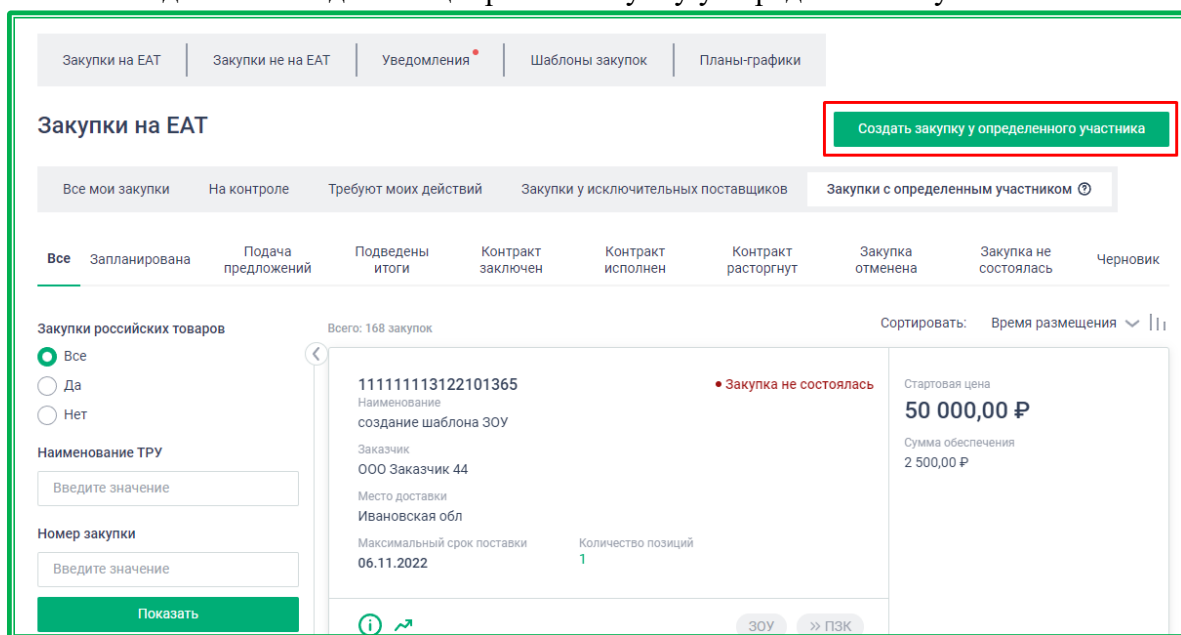 Закупки на ЕАТ Закупки не на ЕАТ Уведомления Шаблоны закупок Планы-графики
Закупки на ЕАТ
Создать закупку у определенного участника
Все мои закупки На контроле Требуют моих действий Закупки у исключительных поставщиков Закупки с определенным участником
Все Запланирована Подача предложений Подведены итоги Контракт заключен Контракт исполнен Контракт расторгнут Закупка отменена Закупка не состоялась Черновик
Закупки российских товаров
Все
Да
Нет
Наименование ТРУ
Введите значение
Номер закупки
Введите значение
Показать
Всего: 168 закупок
Сортировать: Время размещения
111111113122101365
• Закупка не состоялась
Наименование
создание шаблона ЗОУ
Заказчик
ООО Заказчик 44
Место доставки
Ивановская обл
Максимальный срок поставки Количество позиций
06.11.2022 1
ЗОУ » ПЗК
Стартовая цена
50 000,00 ₽
Сумма обеспечения
2 500,00 ₽